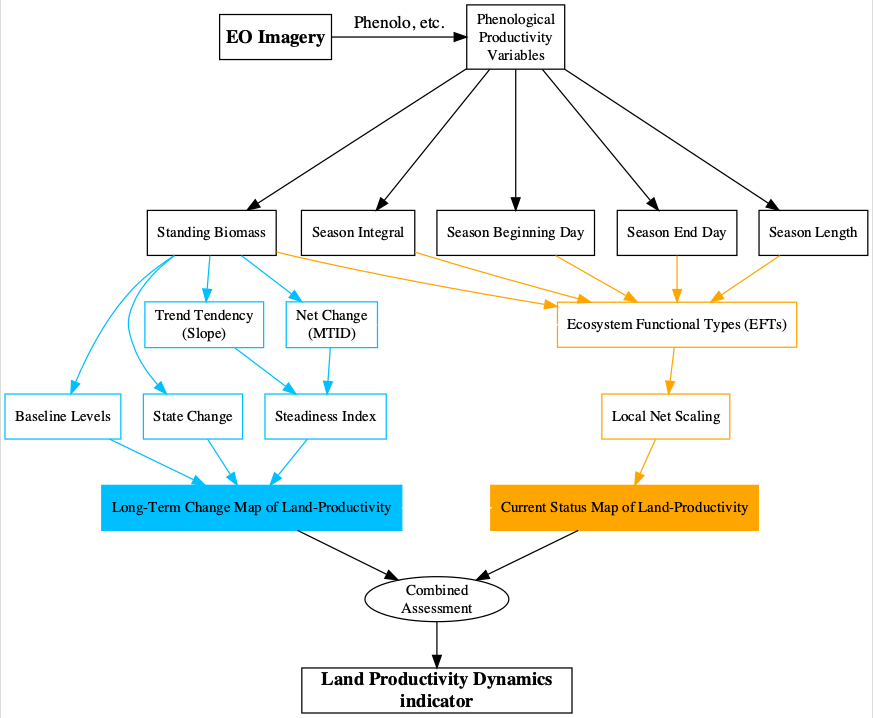 EO Imagery
Phenolo, etc.
Phenological
Productivity
Variables
Standing Biomass
Season Integral
Season Beginning Day
Season End Day
Season Length
Trend Tendency
(Slope)
Net Change
(MTID)
Ecosystem Functional Types (EFTs)
Baseline Levels
State Change
Steadiness Index
Local Net Scaling
Long-Term Change Map of Land-Productivity
Current Status Map of Land-Productivity
Combined
Assessment
Land Productivity Dynamics
indicator